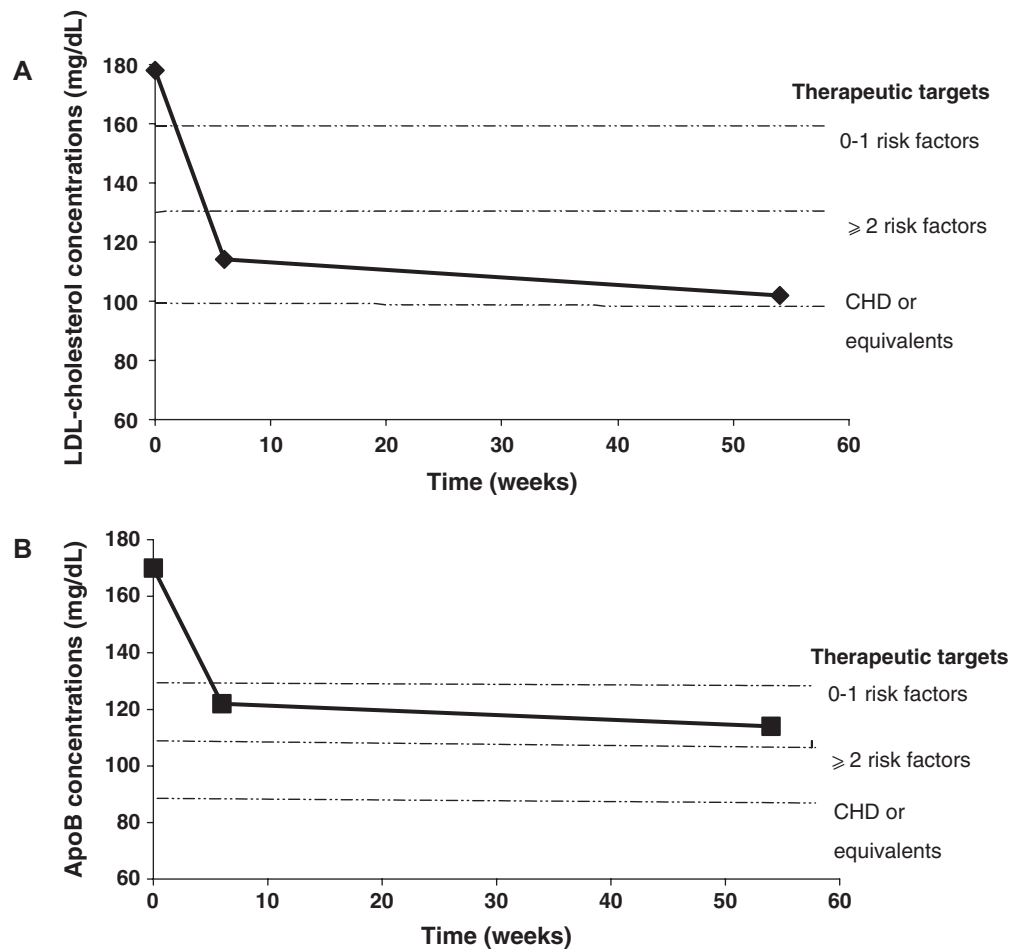 A
LDL-cholesterol concentrations (mg/dL)
180
160
140
120
100
80
60
0 10 20 30 40 50 60
Time (weeks)
Therapeutic targets
0-1 risk factors
⩾ 2 risk factors
CHD or
equivalents
B
ApoB concentrations (mg/dL)
180
160
140
120
100
80
60
0 10 20 30 40 50 60
Time (weeks)
Therapeutic targets
0-1 risk factors
⩾ 2 risk factors
CHD or
equivalents